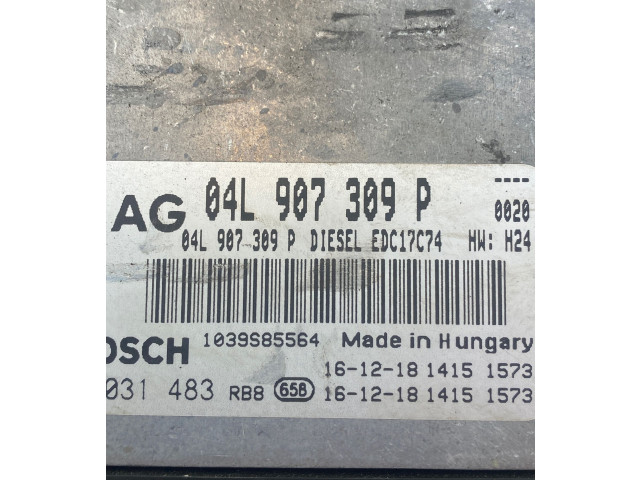 AG 04L 907 309 P ----
0020
04L 907 309 P DIESEL EDC17C74 HW: H24
OSCH 1039S85564 Made in Hungary
16-12-18 1415 1573
031 483 RB8 658 16-12-18 1415 1573